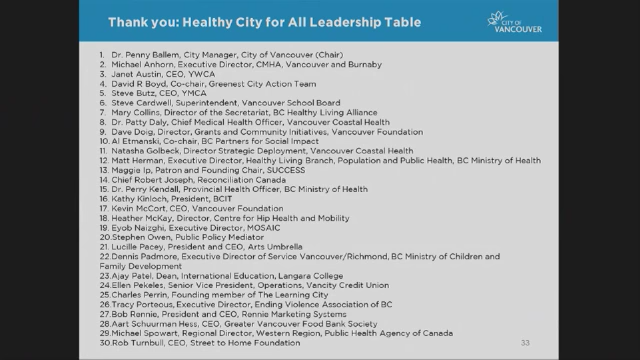 Thank you: Healthy City for All Leadership Table
CITY OF
VANCOUVER
1. Dr. Penny Ballem, City Manager, City of Vancouver (Chair)
2. Michael Anhorn, Executive Director, CMHA, Vancouver and Burnaby
3. Janet Austin, CEO, YWCA
4. David R Boyd, Co-chair, Greenest City Action Team
5. Steve Butz, CEO, YMCA
6. Steve Cardwell, Superintendent, Vancouver School Board
7. Mary Collins, Director of the Secretariat, BC Healthy Living Alliance
8. Dr. Patty Daly, Chief Medical Health Officer, Vancouver Coastal Health
9. Dave Doig, Director, Grants and Community Initiatives, Vancouver Foundation
10. Al Etmanski, Co-chair, BC Partners for Social Impact
11. Natasha Golbeck, Director Strategic Deployment, Vancouver Coastal Health
12. Matt Herman, Executive Director, Healthy Living Branch, Population and Public Health, BC Ministry of Health
13. Maggie Ip, Patron and Founding Chair, SUCCESS
14. Chief Robert Joseph, Reconciliation Canada
15. Dr. Perry Kendall, Provincial Health Officer, BC Ministry of Health
16. Kathy Kinloch, President, BCIT
17. Kevin McCort, CEO, Vancouver Foundation
18. Heather McKay, Director, Centre for Hip Health and Mobility
19. Eyob Naizghi, Executive Director, MOSAIC
20. Stephen Owen, Public Policy Mediator
21. Lucille Pacey, President and CEO, Arts Umbrella
22. Dennis Padmore, Executive Director of Service Vancouver/Richmond, BC Ministry of Children and
Family Development
23. Ajay Patel, Dean, International Education, Langara College
24. Ellen Pekeles, Senior Vice President, Operations, Vancity Credit Union
25. Charles Perrin, Founding member of The Learning City
26. Tracy Porteous, Executive Director, Ending Violence Association of BC
27. Bob Rennie, President and CEO, Rennie Marketing Systems
28. Aart Schuurman Hess, CEO, Greater Vancouver Food Bank Society
29. Michael Spowart, Regional Director, Western Region, Public Health Agency of Canada
30. Rob Turnbull, CEO, Street to Home Foundation
33